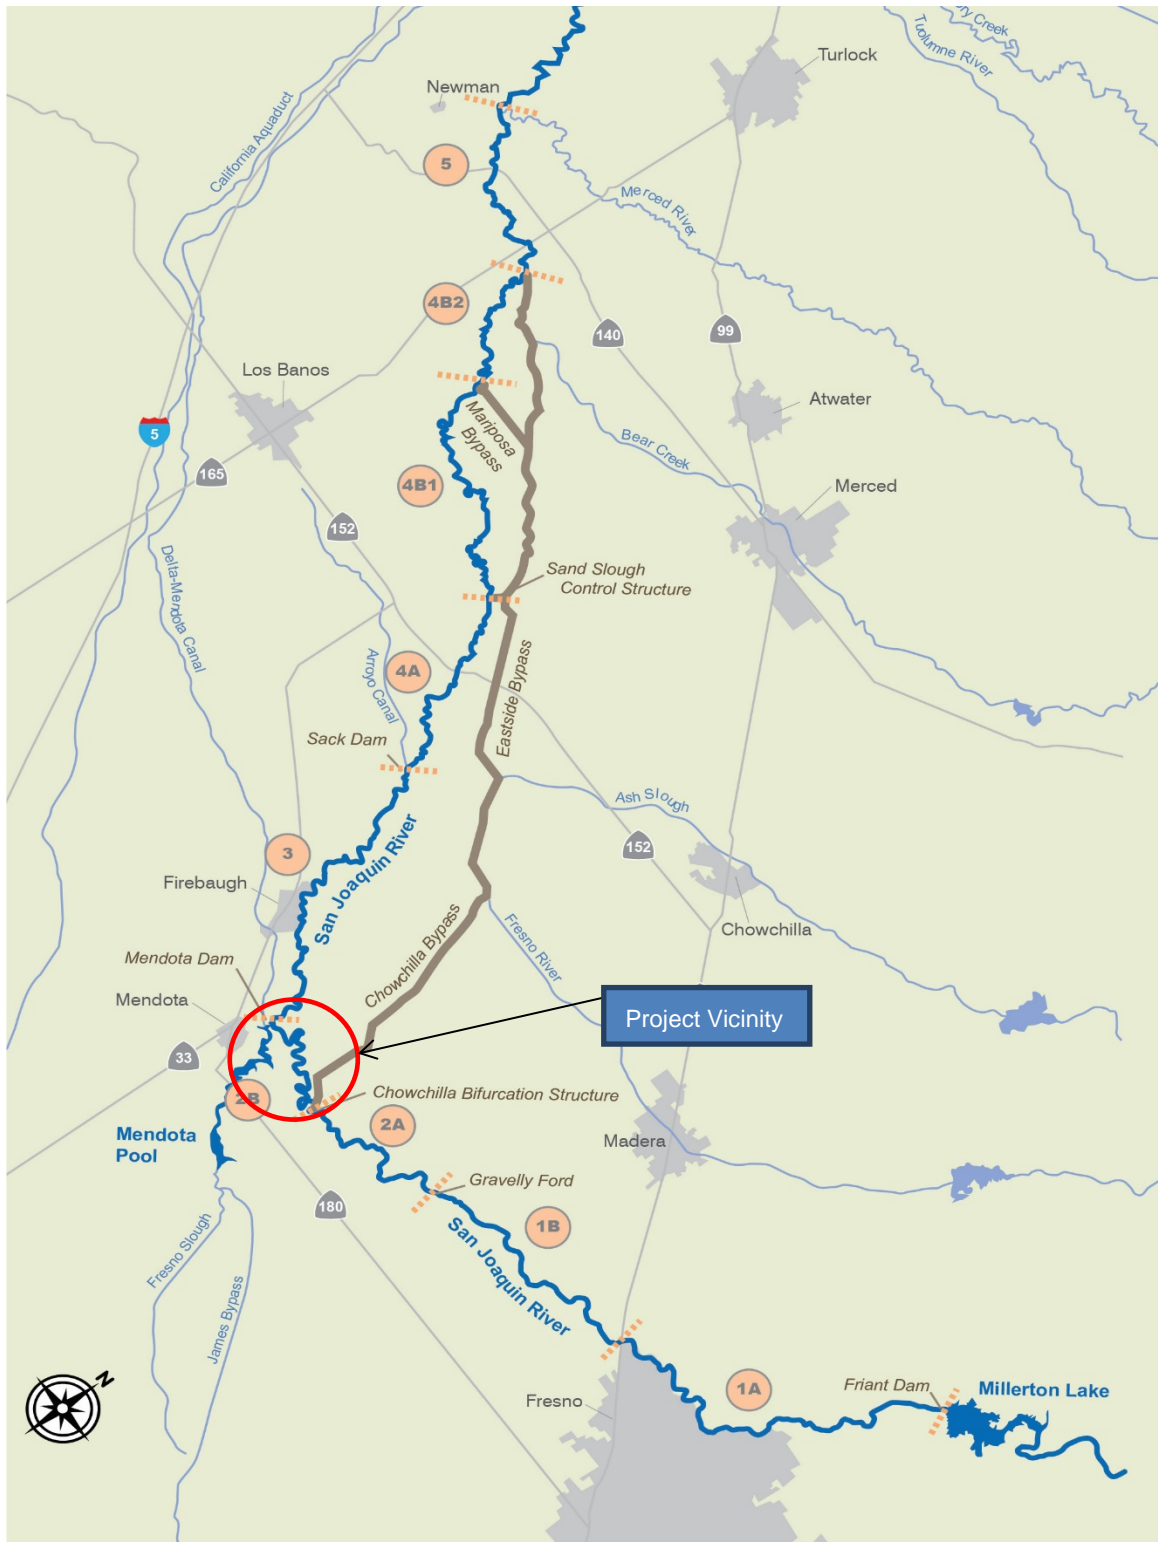 Dry Creek
Tuolumne River
Turlock
Newman
California Aquaduct
5
Merced River
4B2
140
99
Los Banos
Atwater
5
Mariposa
Bypass
Bear Creek
165
4B1
Merced
152
Delta-Mendota Canal
Sand Slough
Control Structure
Arroyo Canal
4A
Eastside Bypass
Sack Dam
Ash Slough
3
San Joaquin River
152
Firebaugh
Chowchilla
Fresno River
Chowchilla Bypass
Mendota Dam
Mendota
Project Vicinity
33
2B
Chowchilla Bifurcation Structure
2A
Mendota
Pool
Madera
Gravelly Ford
180
1B
Fresno Slough
San Joaquin River
James Bypass
N
1A
Friant Dam
Millerton Lake
Fresno